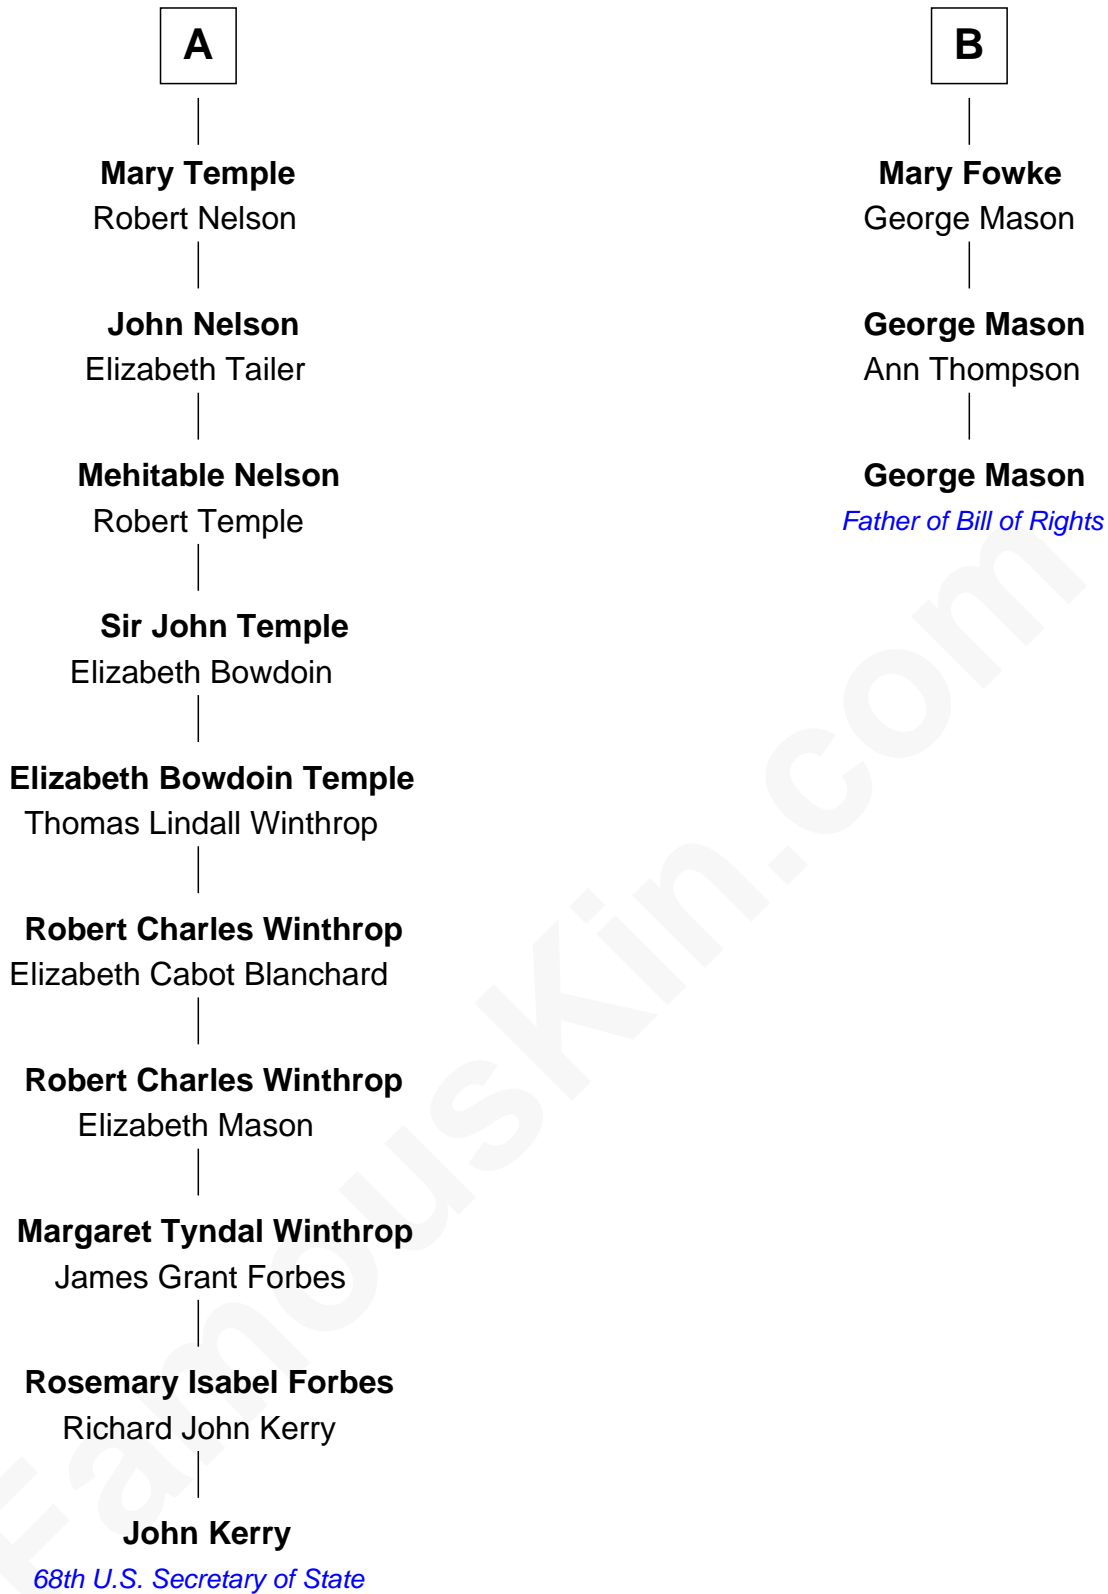 A
Mary Temple
Robert Nelson
John Nelson
Elizabeth Tailer
Mehitable Nelson
Robert Temple
Sir John Temple
Elizabeth Bowdoin
Elizabeth Bowdoin Temple
Thomas Lindall Winthrop
Robert Charles Winthrop
Elizabeth Cabot Blanchard
Robert Charles Winthrop
Elizabeth Mason
Margaret Tyndal Winthrop
James Grant Forbes
Rosemary Isabel Forbes
Richard John Kerry
John Kerry
68th U.S. Secretary of State
B
Mary Fowke
George Mason
George Mason
Ann Thompson
George Mason
Father of Bill of Rights
FamousKin.com